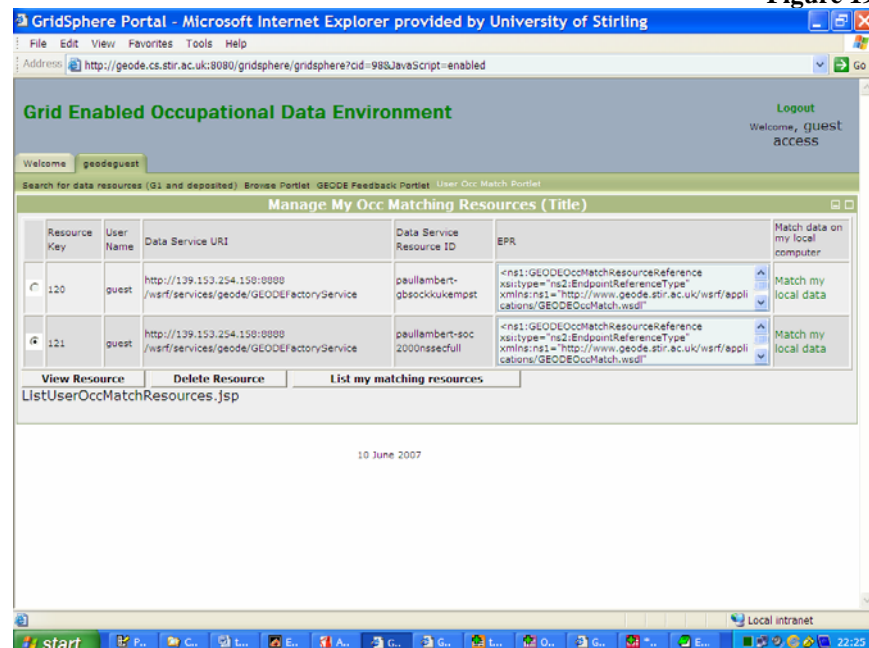 GridSphere Portal - Microsoft Internet Explorer provided by University of Stirling
File Edit View Favorites Tools Help
Address http://geode.cs.stir.ac.uk:8080/gridsphere/gridsphere?cid=98&JavaScript=enabled Go
Grid Enabled Occupational Data Environment
Logout
Welcome, guest access
Welcome geodeguest
Search for data resources (G1 and deposited) Browse Portlet GEODE Feedback Portlet User Occ Match Portlet
Manage My Occ Matching Resources (Title)
Resource Key
User Name
Data Service URI
Data Service Resource ID
EPR
Match data on my local computer
120
guest
http://139.153.254.158:8888
/wsrf/services/geode/GEODEFactoryService
paullambert-
gbsockkukempst
<ns1:GEODEOccMatchResourceReference
xsi:type="ns2:EndpointReferenceType"
xmlns:ns1="http://www.geode.stir.ac.uk/wsrf/appli
cations/GEODEOccMatch.wsdl"
Match my
local data
121
guest
http://139.153.254.158:8888
/wsrf/services/geode/GEODEFactoryService
paullambert-soc
2000nssecfull
<ns1:GEODEOccMatchResourceReference
xsi:type="ns2:EndpointReferenceType"
xmlns:ns1="http://www.geode.stir.ac.uk/wsrf/appli
cations/GEODEOccMatch.wsdl"
Match my
local data
View Resource Delete Resource List my matching resources
ListUserOccMatchResources.jsp
10 June 2007
Local intranet
start P.. C.. t... E.. A.. G.. G.. t... O.. G.. ".. E... 22:25